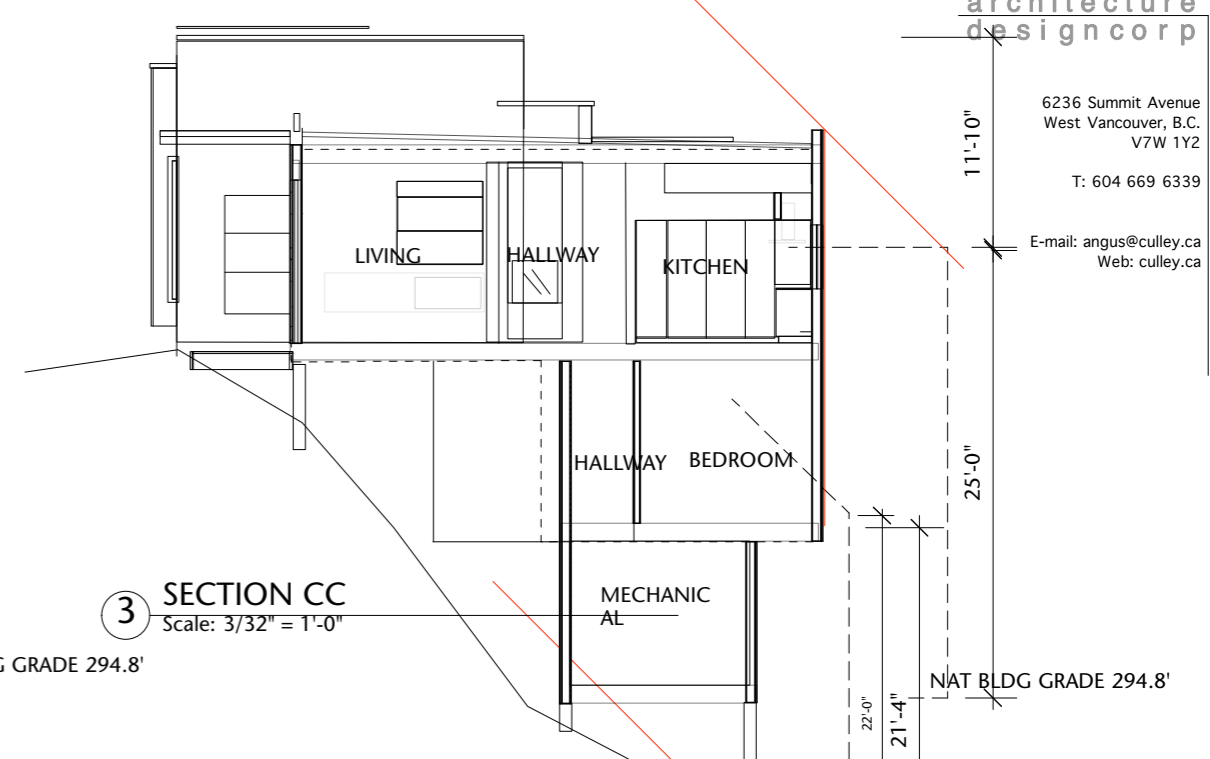 architecture
designcorp
6236 Summit Avenue
West Vancouver, B.C.
V7W 1Y2
T: 604 669 6339
E-mail: angus@culley.ca
Web: culley.ca
11'-10"
LIVING
HALLWAY
KITCHEN
HALLWAY
BEDROOM
25'-0"
MECHANIC
AL
3
SECTION CC
Scale: 3/32" = 1'-0"
G GRADE 294.8'
NAT BLDG GRADE 294.8'
22'-0"
21'-4"